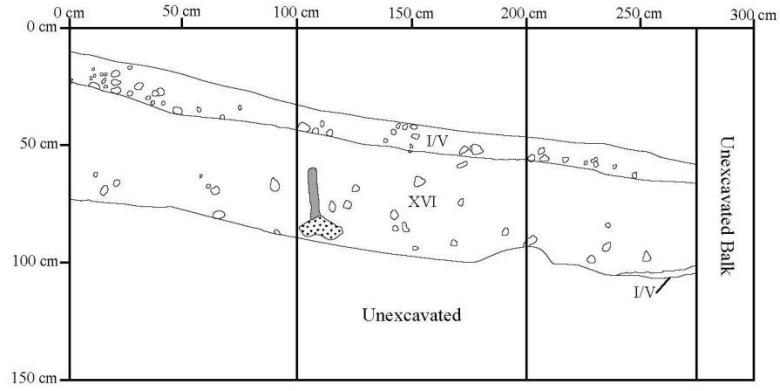 0 cm 50 cm 100 cm 150 cm 200 cm 250 cm 300 cm
0 cm
50 cm
100 cm
150 cm
I/V
XVI
I/V
Unexcavated
Unexcavated Balk